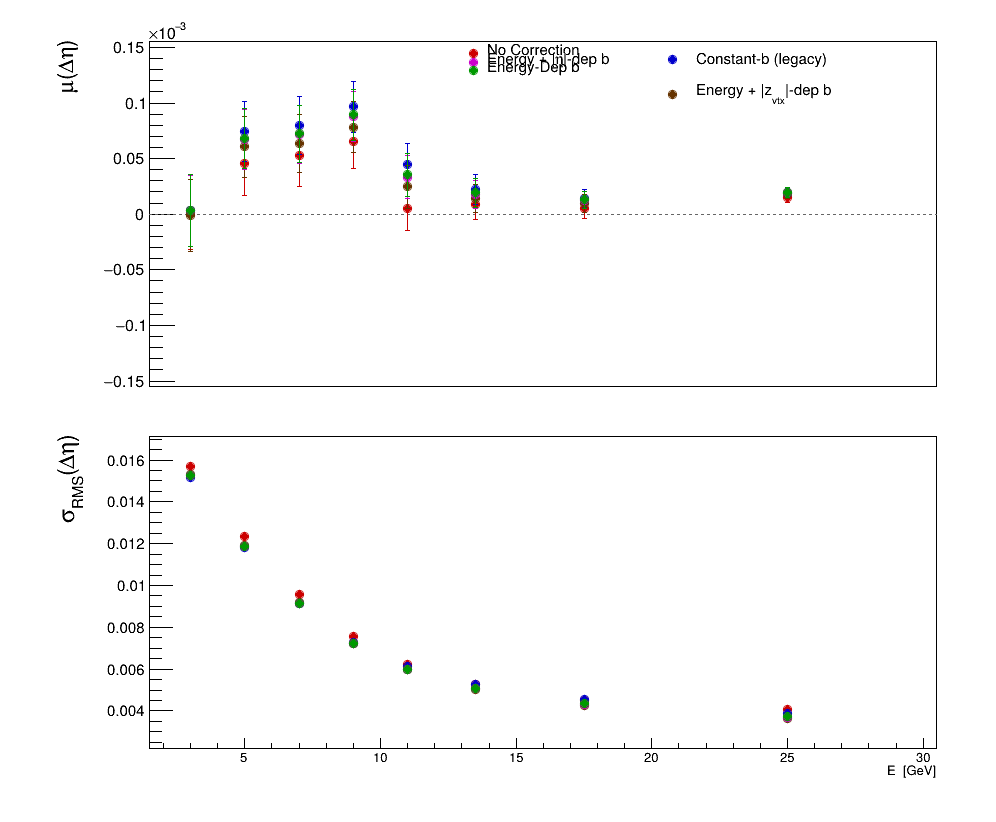 ×10⁻³
μ(Δη)
0.15
0.1
0.05
0
−0.05
−0.1
−0.15
No Correction
Energy + |η|-dep b
Energy-Dep b
Constant-b (legacy)
Energy + |z_vtx|-dep b
σ_RMS(Δη)
0.016
0.014
0.012
0.01
0.008
0.006
0.004
5 10 15 20 25 30
E [GeV]